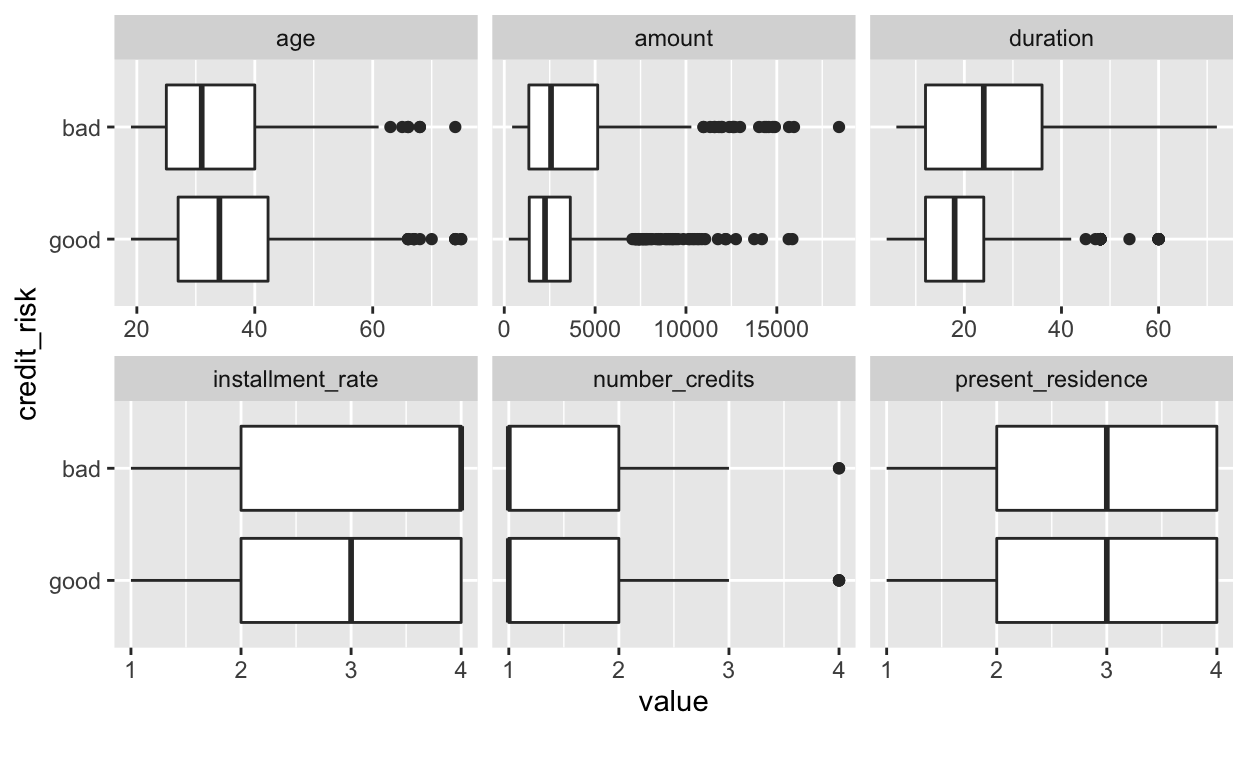 age amount duration
bad
good
20 40 60 0 5000 10000 15000 20 40 60
installment_rate number_credits present_residence
bad
good
1 2 3 4 1 2 3 4 1 2 3 4
value
credit_risk